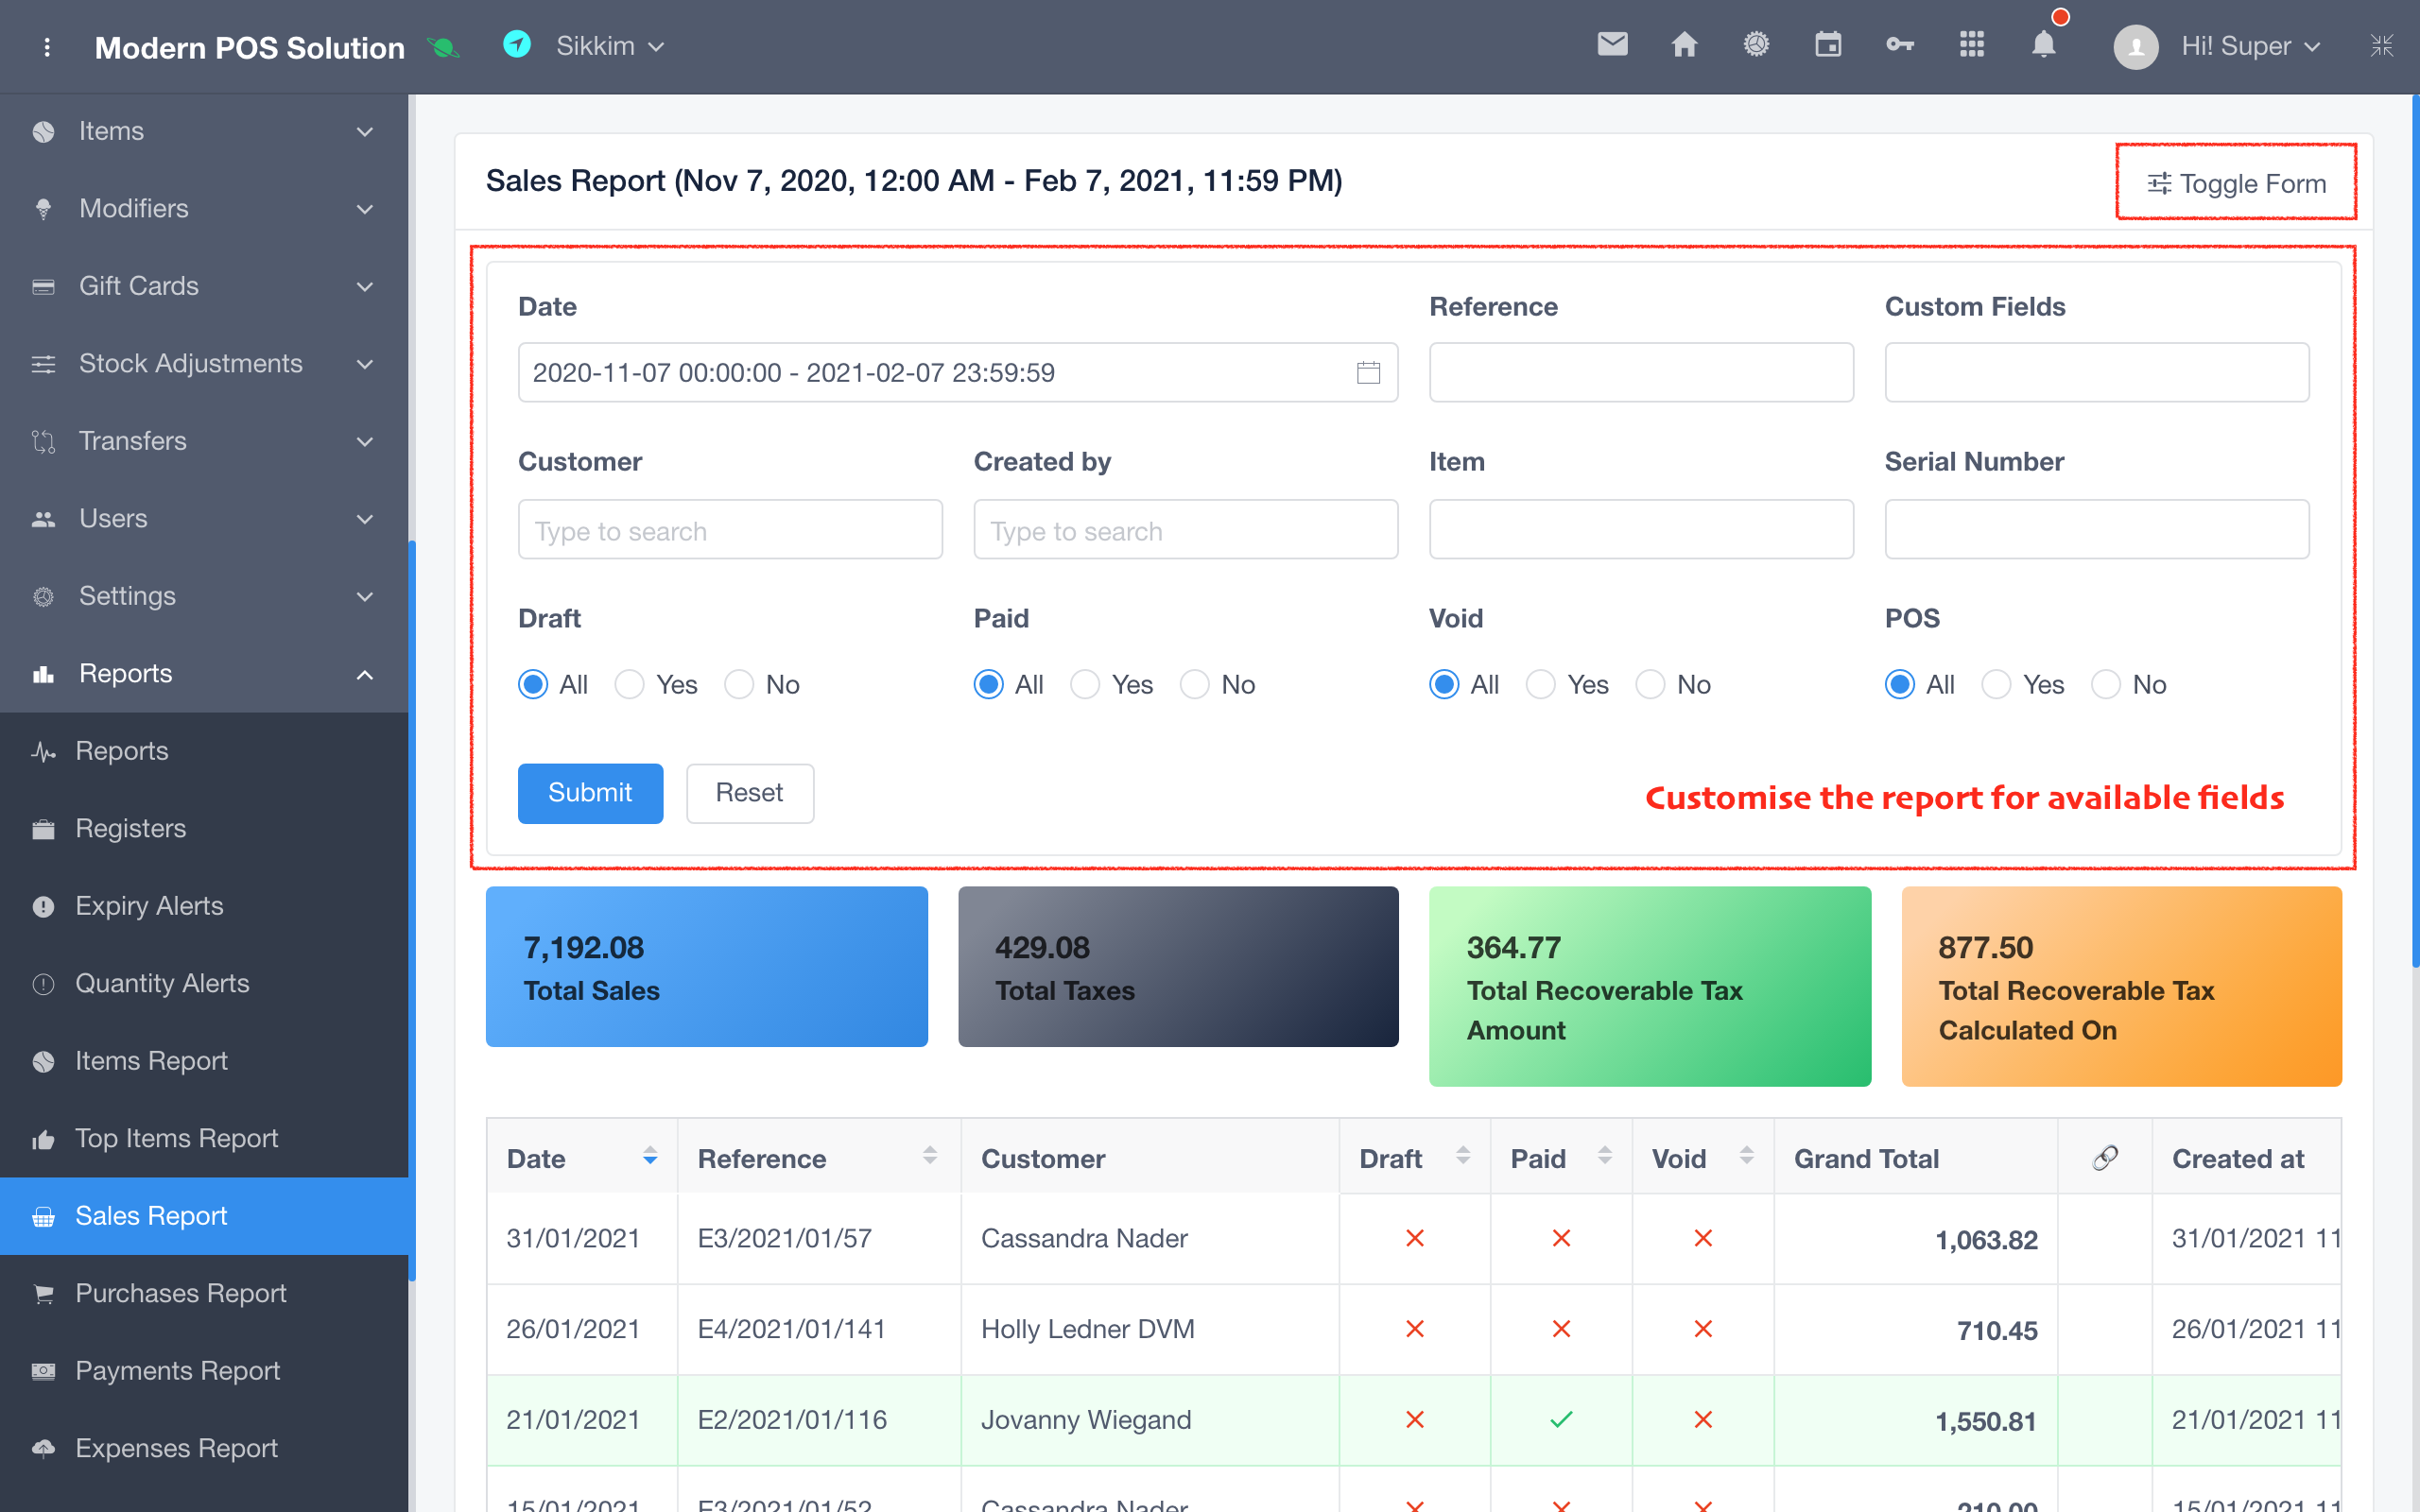 Modern POS Solution
Sikkim
Hi! Super
Items
Modifiers
Gift Cards
Stock Adjustments
Transfers
Users
Settings
Reports
Reports
Registers
Expiry Alerts
Quantity Alerts
Items Report
Top Items Report
Sales Report
Purchases Report
Payments Report
Expenses Report
Sales Report (Nov 7, 2020, 12:00 AM - Feb 7, 2021, 11:59 PM)
Toggle Form
Date Reference Custom Fields
2020-11-07 00:00:00 - 2021-02-07 23:59:59
Customer Created by Item Serial Number
Type to search Type to search
Draft Paid Void POS
All Yes No All Yes No All Yes No All Yes No
Submit Reset
Customise the report for available fields
7,192.08
Total Sales
429.08
Total Taxes
364.77
Total Recoverable Tax
Amount
877.50
Total Recoverable Tax
Calculated On
Date Reference Customer Draft Paid Void Grand Total Created at
31/01/2021 E3/2021/01/57 Cassandra Nader 1,063.82 31/01/2021 11
26/01/2021 E4/2021/01/141 Holly Ledner DVM 710.45 26/01/2021 11
21/01/2021 E2/2021/01/116 Jovanny Wiegand 1,550.81 21/01/2021 11
15/01/2021 E3/2021/01/52 Cassandra Nader 210.00 15/01/2021 11